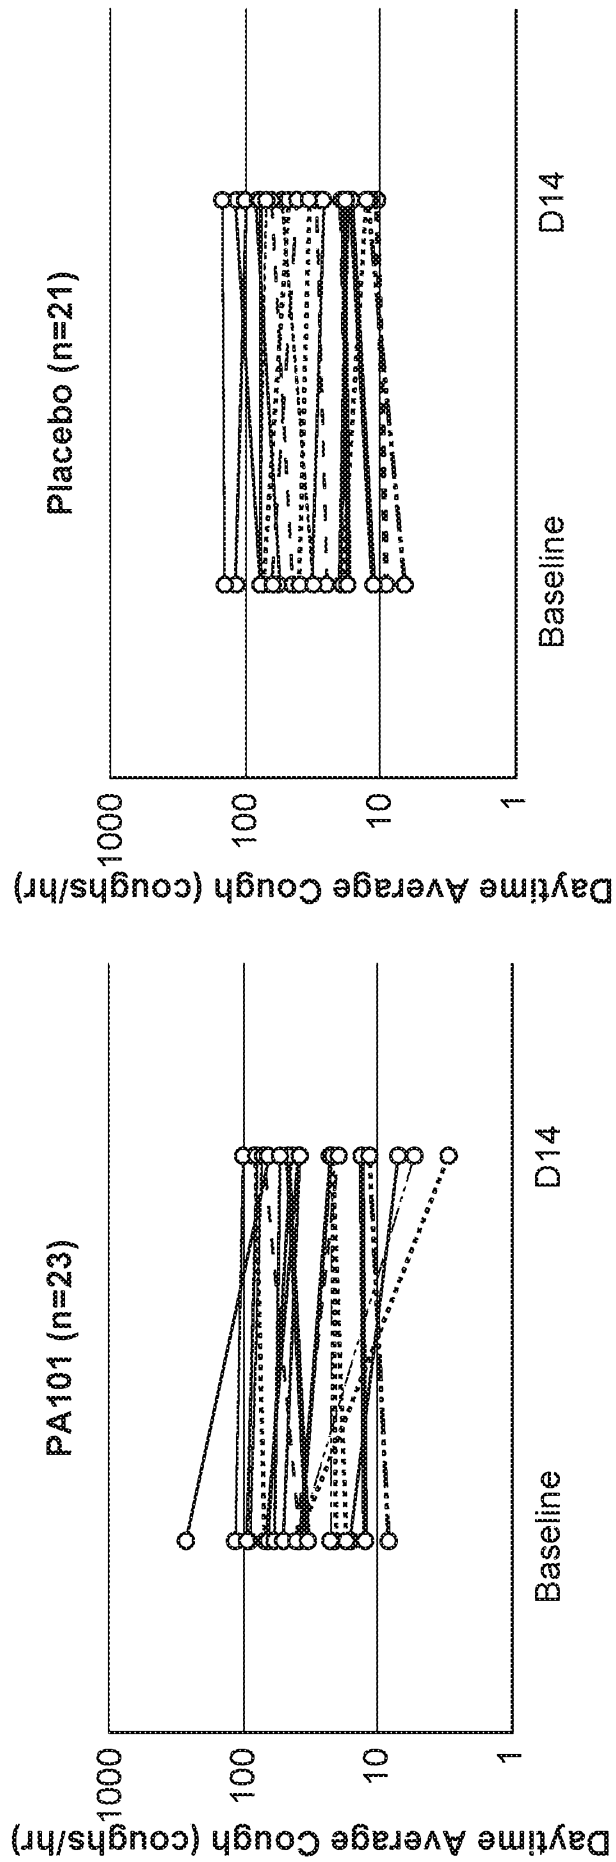 PA101 (n=23)
Daytime Average Cough (coughs/hr)
1000
100
10
1
Baseline
D14
Placebo (n=21)
Daytime Average Cough (coughs/hr)
1000
100
10
1
Baseline
D14